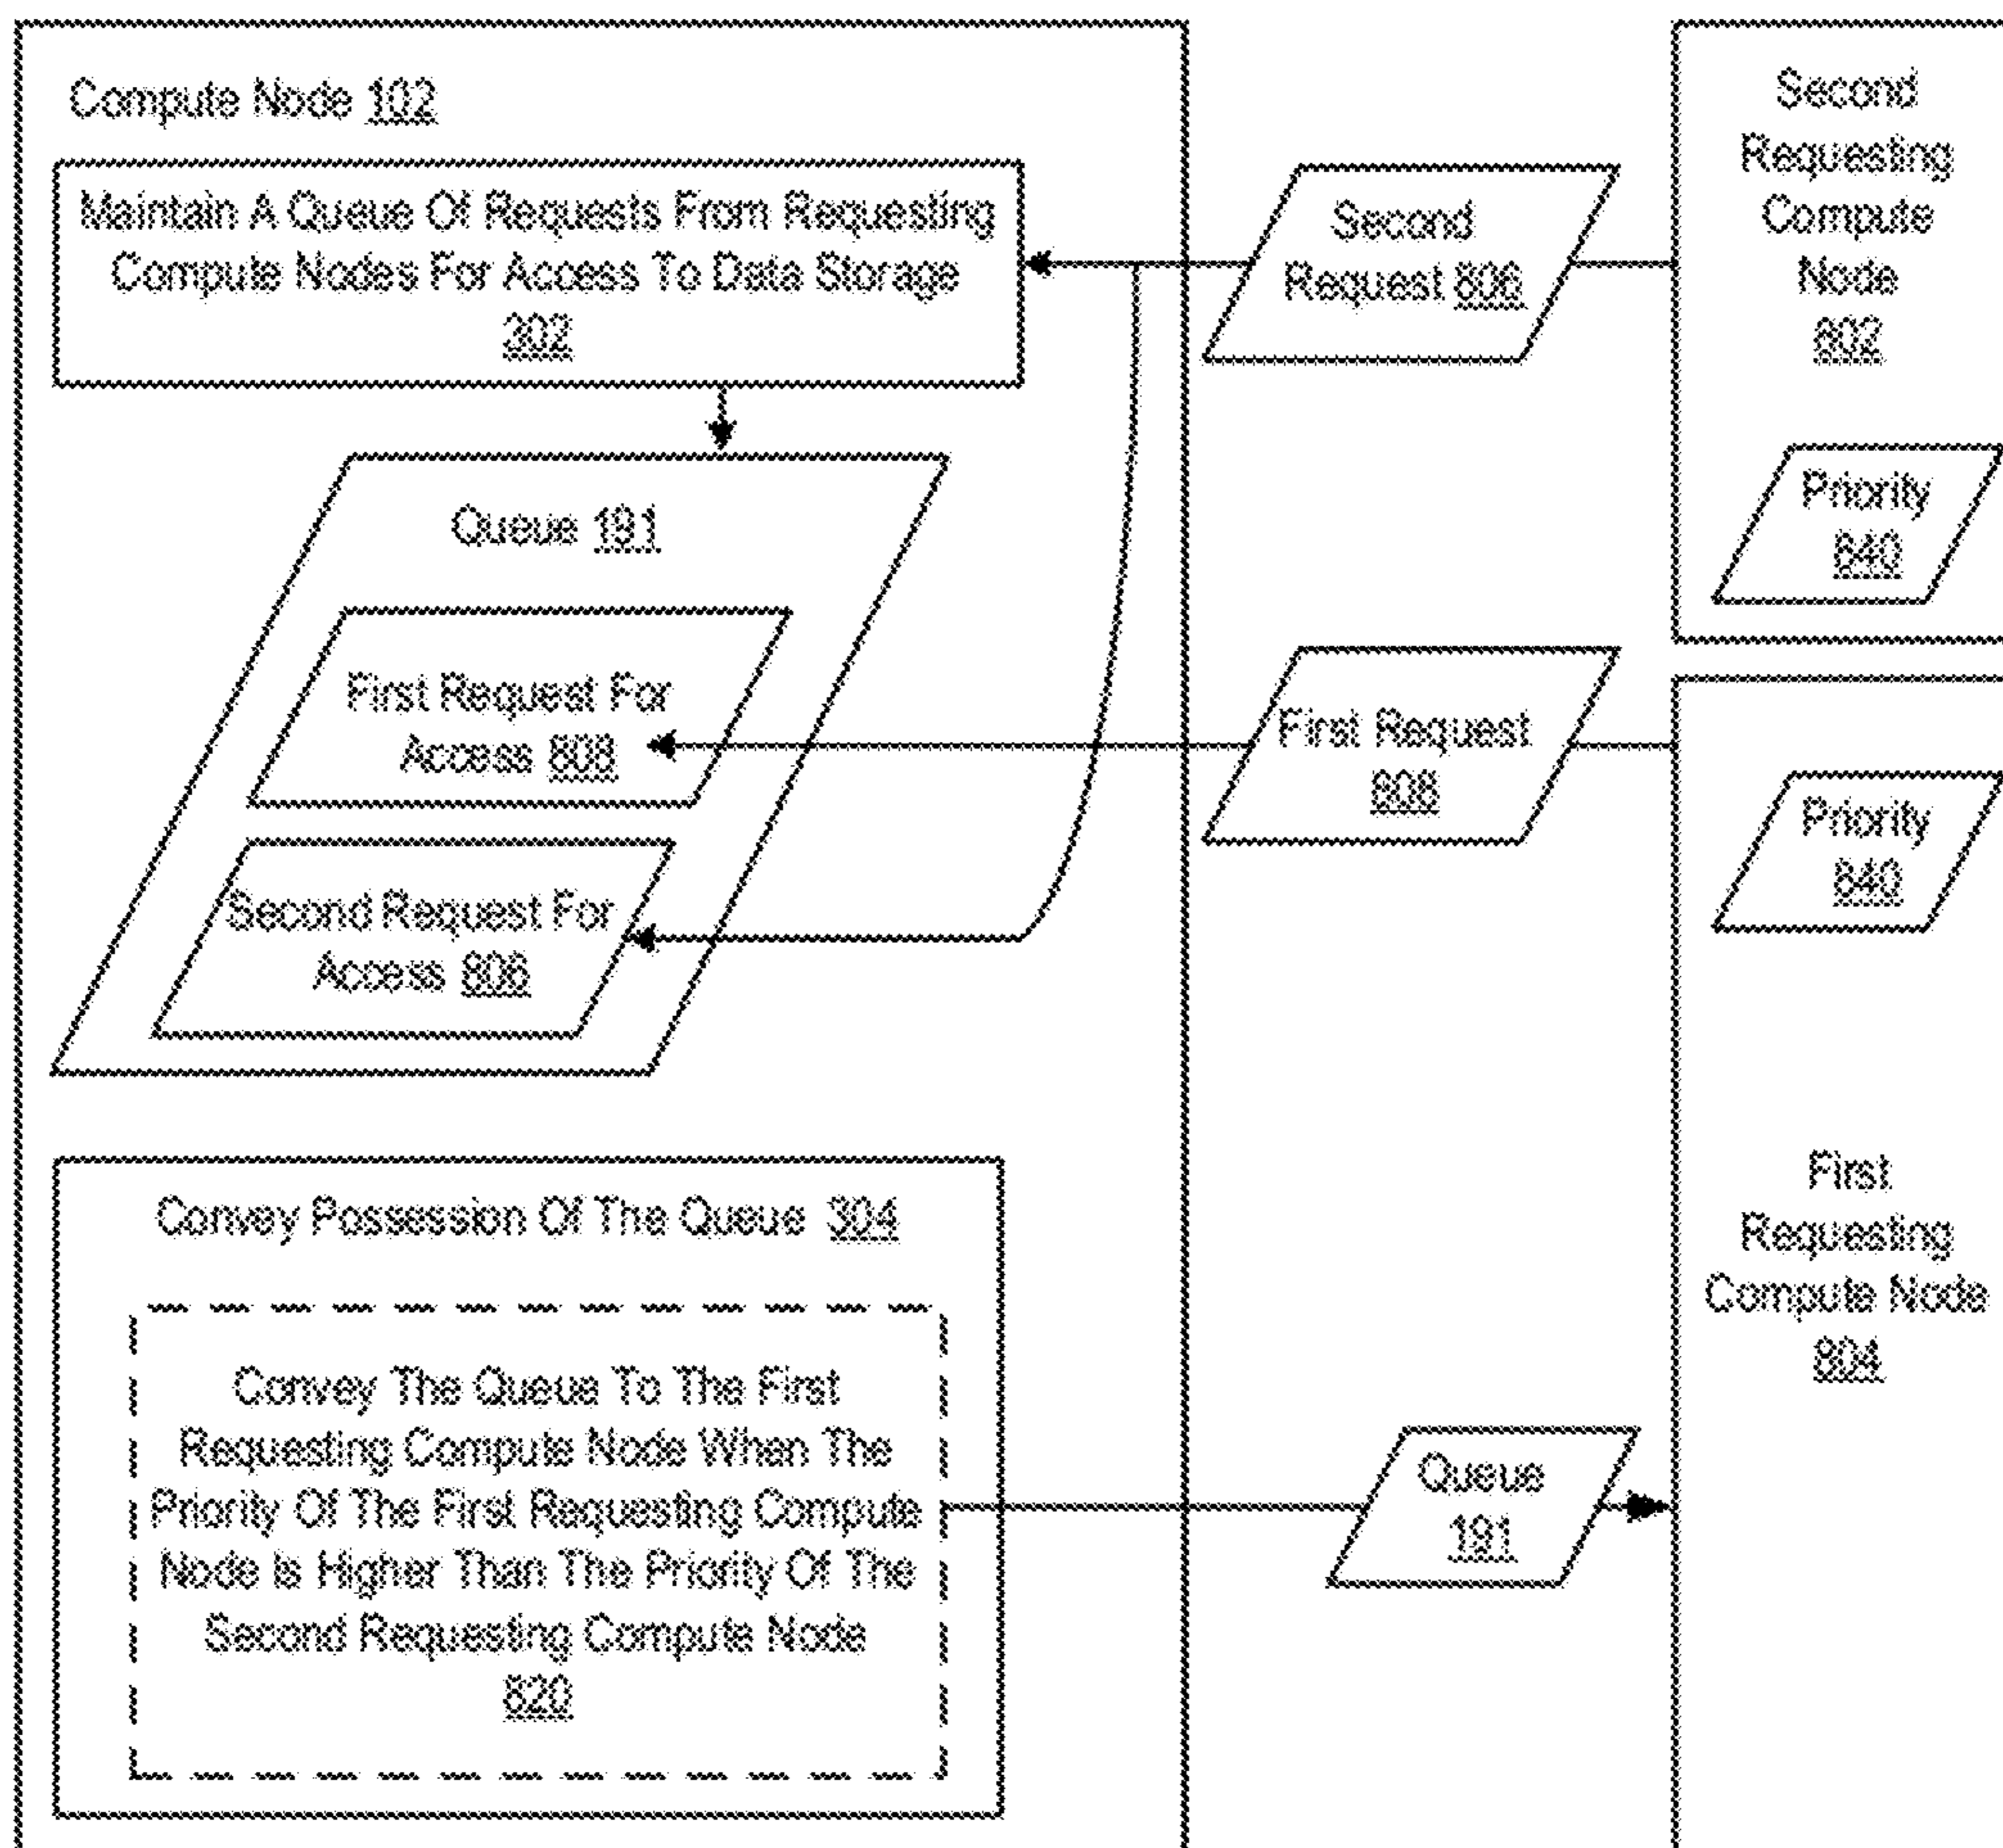 Compute Node 102
Maintain A Queue Of Requests From Requesting
Compute Nodes For Access To Data Storage
302
Queue 191
First Request For
Access 808
Second Request For
Access 806
Convey Possession Of The Queue 304
Convey The Queue To The First
Requesting Compute Node When The
Priority Of The First Requesting Compute
Node Is Higher Than The Priority Of The
Second Requesting Compute Node
820
Second
Request 806
First Request
808
Queue
191
Second
Requesting
Compute
Node
802
Priority
840
Priority
840
First
Requesting
Compute Node
804